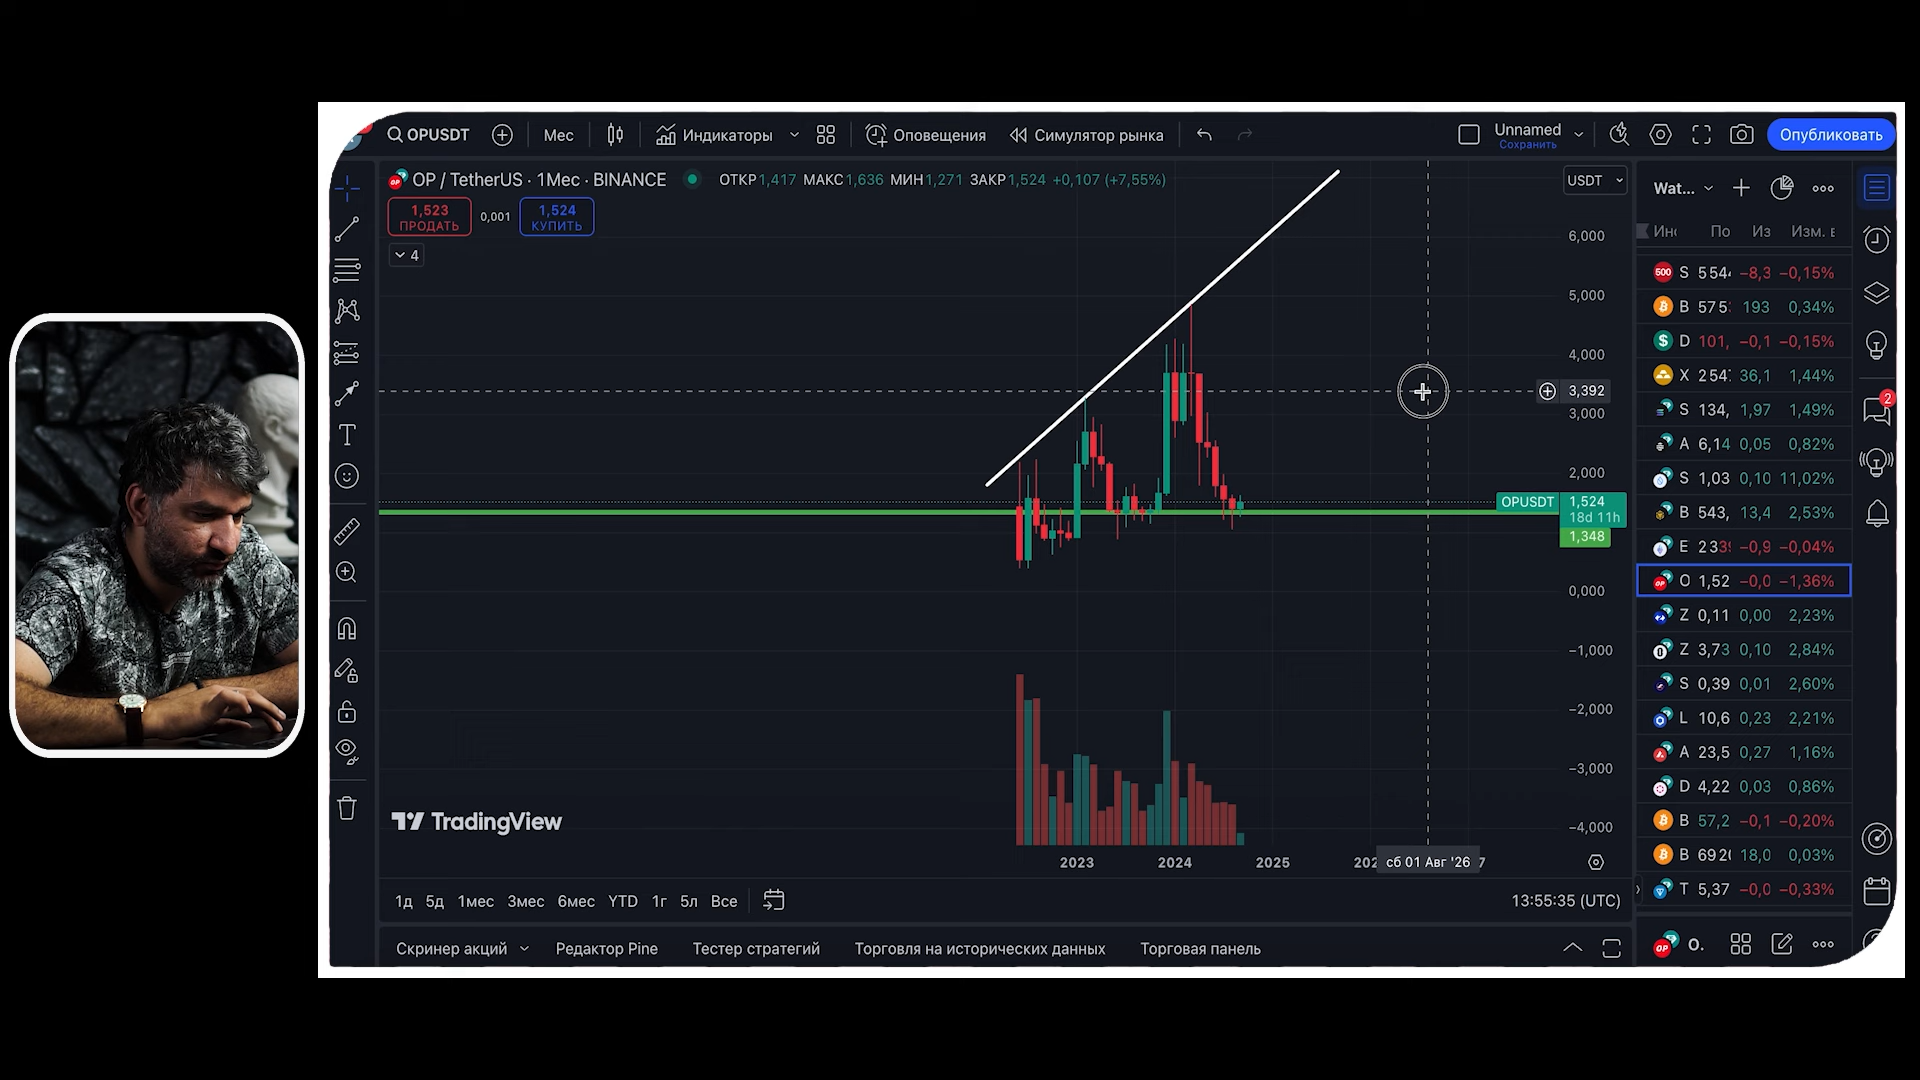 OPUSDT
Мес
Индикаторы
Оповещения
Симулятор рынка
Unnamed
Сохранить
Опубликовать
OP / TetherUS · 1Мес · BINANCE
ОТКР1,417 МАКС1,636 МИН1,271 ЗАКР1,524 +0,107 (+7,55%)
USDT
1,523
ПРОДАТЬ
0,001
1,524
КУПИТЬ
4
6,000
5,000
4,000
3,392
3,000
2,000
OPUSDT
1,524
18d 11h
1,348
0,000
−1,000
−2,000
−3,000
−4,000
TradingView
2023
2024
2025
сб 01 Авг '26
7
1д 5д 1мес 3мес 6мес YTD 1г 5л Все
13:55:35 (UTC)
Скринер акций
Редактор Pine
Тестер стратегий
Торговля на исторических данных
Торговая панель
Wat...
По Из Изм. в
500 S 554 −8,3 −0,15%
B 575 193 0,34%
D 101, −0,1 −0,15%
X 254 36,1 1,44%
S 134, 1,97 1,49%
A 6,14 0,05 0,82%
S 1,03 0,10 11,02%
B 543, 13,4 2,53%
E 233 −0,9 −0,04%
OP O 1,52 −0,0 −1,36%
Z 0,11 0,00 2,23%
Z 3,73 0,10 2,84%
S 0,39 0,01 2,60%
L 10,6 0,23 2,21%
A 23,5 0,27 1,16%
D 4,22 0,03 0,86%
B 57,2 −0,1 −0,20%
B 692 18,0 0,03%
T 5,37 −0,0 −0,33%
OP O.
2